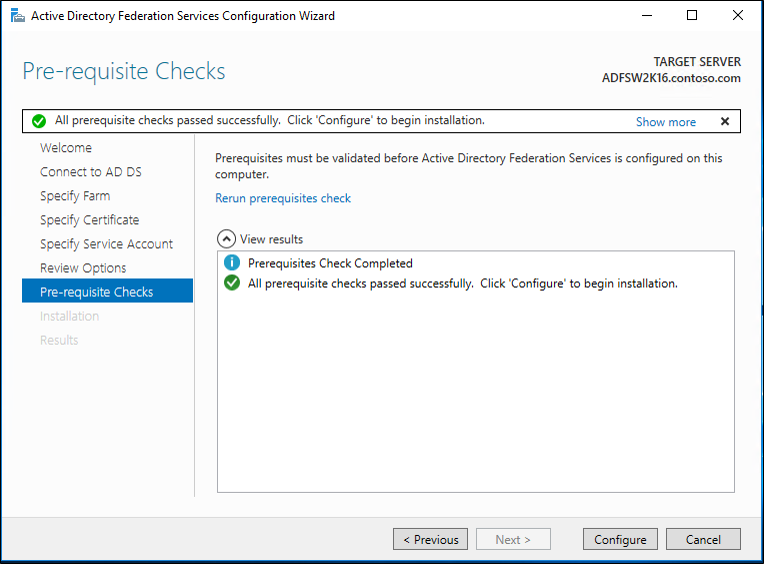 Active Directory Federation Services Configuration Wizard
Pre-requisite Checks
TARGET SERVER
ADFSW2K16.contoso.com
All prerequisite checks passed successfully.  Click 'Configure' to begin installation.
Show more
Welcome
Connect to AD DS
Specify Farm
Specify Certificate
Specify Service Account
Review Options
Pre-requisite Checks
Installation
Results
Prerequisites must be validated before Active Directory Federation Services is configured on this
computer.
Rerun prerequisites check
View results
Prerequisites Check Completed
All prerequisite checks passed successfully.  Click 'Configure' to begin installation.
< Previous
Next >
Configure
Cancel